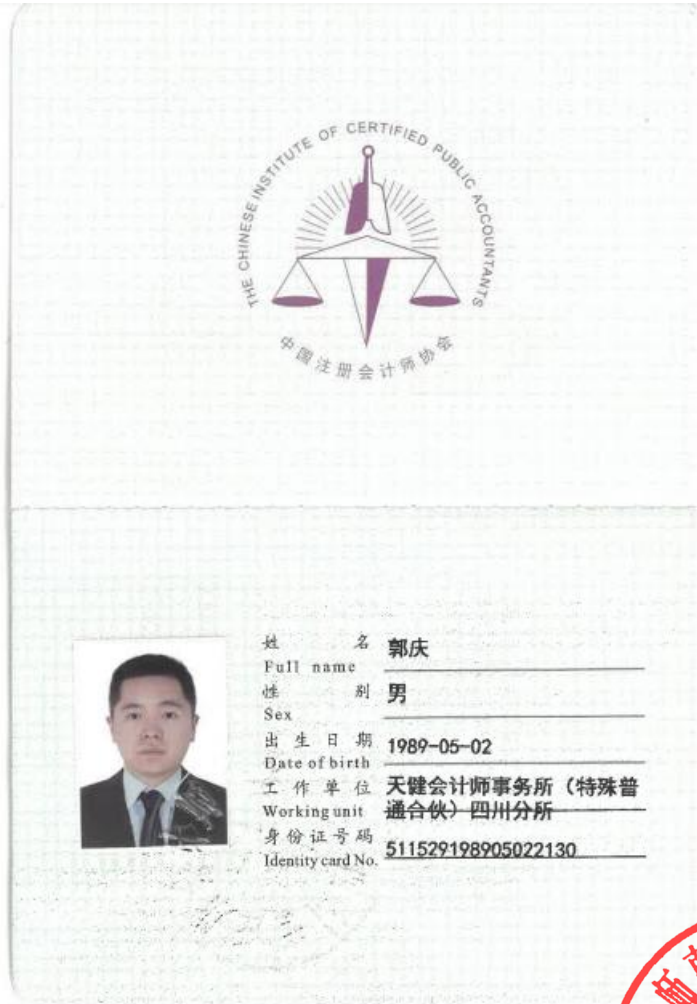 THE CHINESE INSTITUTE OF CERTIFIED PUBLIC ACCOUNTANTS
中国注册会计师协会
姓 名 郭庆
Full name
性 别 男
Sex
出生日期 1989-05-02
Date of birth
工作单位 天健会计师事务所（特殊普
Working unit 通合伙）四川分所
身份证号码 511529198905022130
Identity card No.